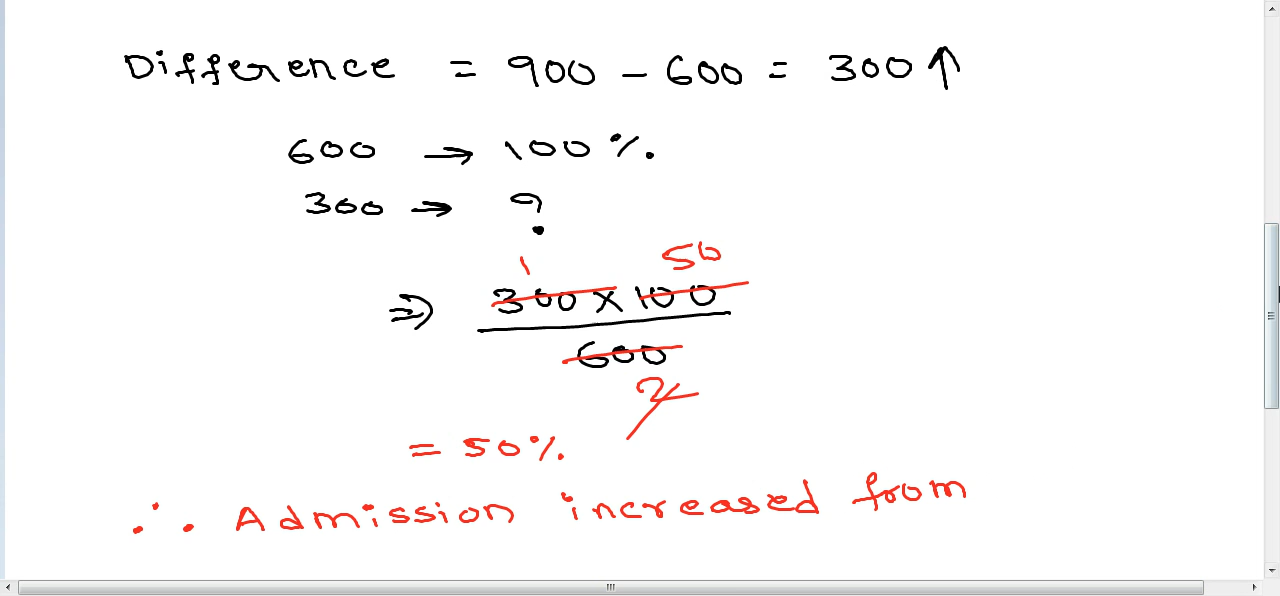 Difference = 900 - 600 = 300 ↑
600 → 100 %.
300 → ?
1 50
⇒ 300 × 100
600
2
= 50 %.
∴ Admission increased from